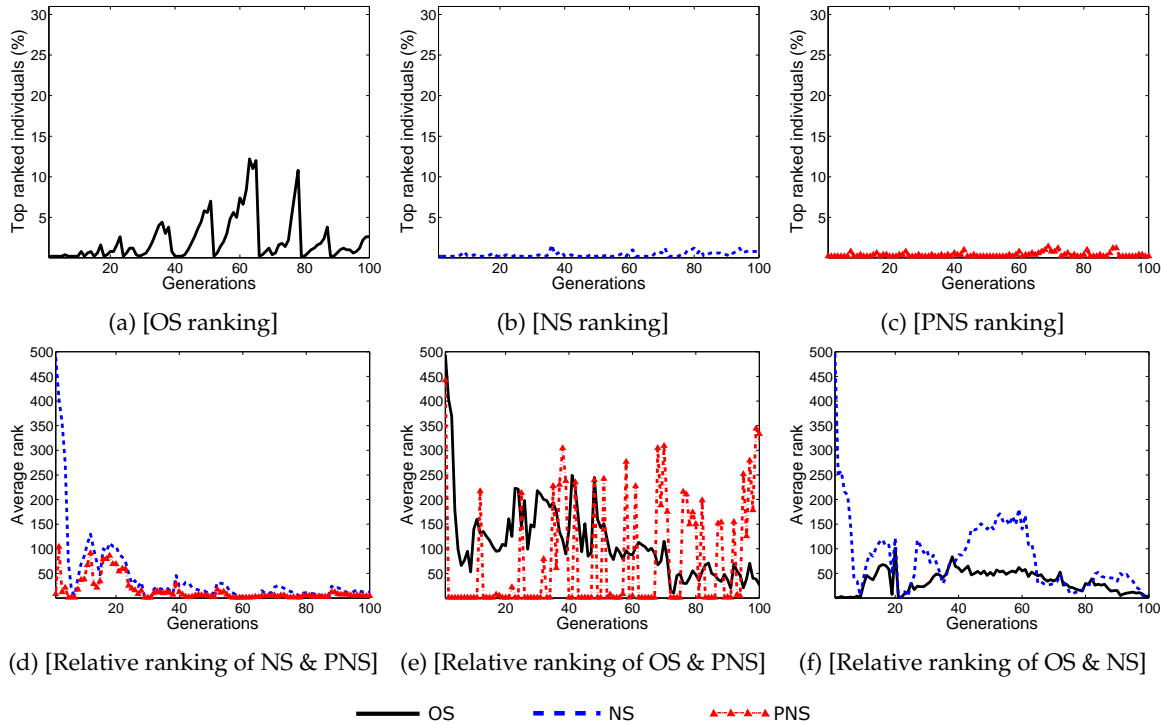 Top ranked individuals (%)
30
25
20
15
10
5
20 40 60 80 100
Generations
(a) [OS ranking]
Top ranked individuals (%)
30
25
20
15
10
5
20 40 60 80 100
Generations
(b) [NS ranking]
Top ranked individuals (%)
30
25
20
15
10
5
20 40 60 80 100
Generations
(c) [PNS ranking]
Average rank
500
450
400
350
300
250
200
150
100
50
20 40 60 80 100
Generations
(d) [Relative ranking of NS & PNS]
Average rank
500
450
400
350
300
250
200
150
100
50
20 40 60 80 100
Generations
(e) [Relative ranking of OS & PNS]
Average rank
500
450
400
350
300
250
200
150
100
50
20 40 60 80 100
Generations
(f) [Relative ranking of OS & NS]
OS NS PNS